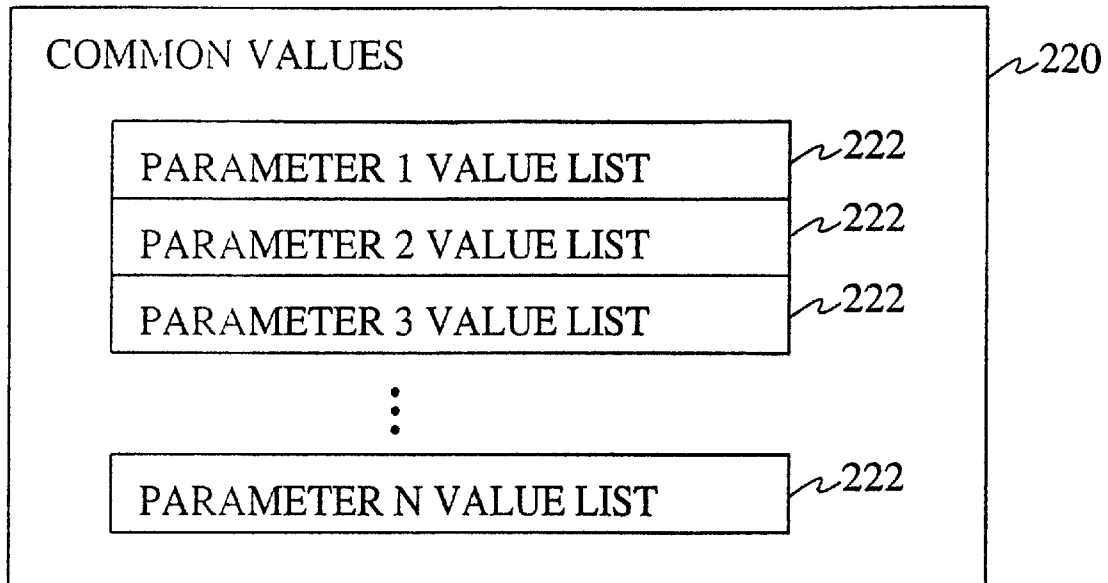 COMMON VALUES
220
PARAMETER 1 VALUE LIST
222
PARAMETER 2 VALUE LIST
222
PARAMETER 3 VALUE LIST
222
PARAMETER N VALUE LIST
222